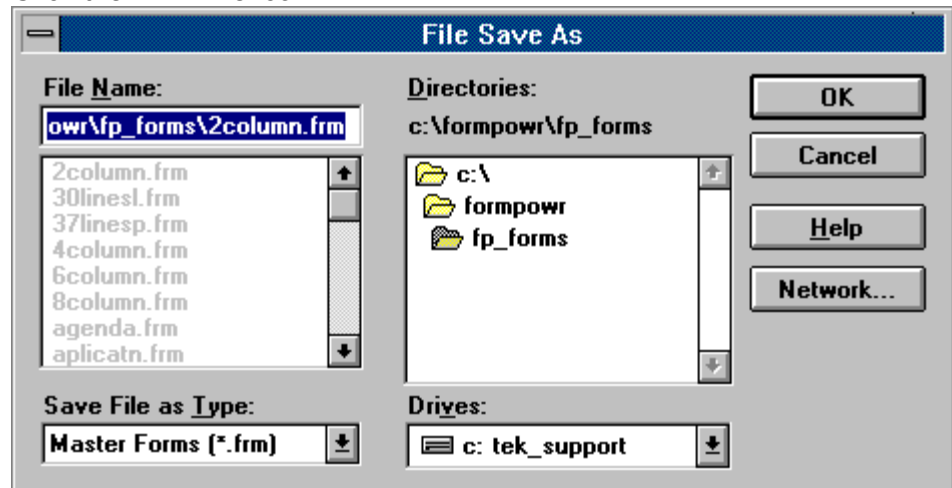 File Save As
File Name:
owr\fp_forms\2column.frm
2column.frm
30linesl.frm
37linesp.frm
4column.frm
6column.frm
8column.frm
agenda.frm
aplicatn.frm
Save File as Type:
Master Forms (*.frm)
Directories:
c:\formpowr\fp_forms
c:\
formpowr
fp_forms
Drives:
c: tek_support
OK
Cancel
Help
Network...